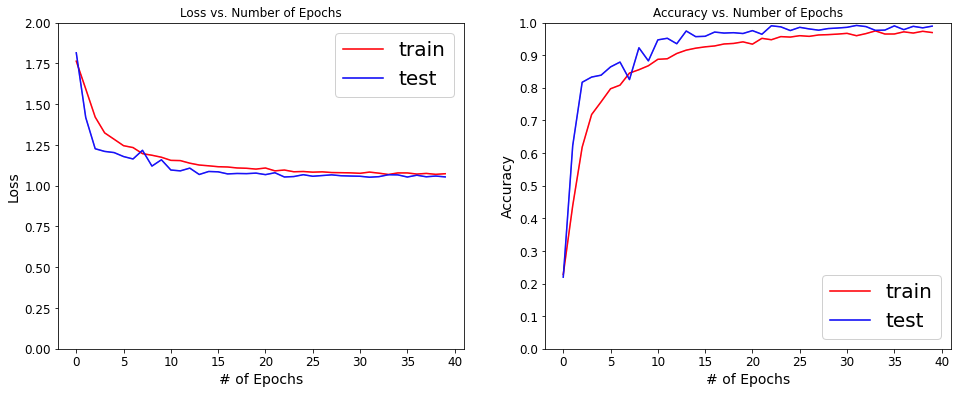 Loss vs. Number of Epochs
2.00
1.75
1.50
1.25
1.00
0.75
0.50
0.25
0.00
Loss
0 5 10 15 20 25 30 35 40
# of Epochs
train
test
Accuracy vs. Number of Epochs
1.0
0.9
0.8
0.7
0.6
0.5
0.4
0.3
0.2
0.1
0.0
Accuracy
0 5 10 15 20 25 30 35 40
# of Epochs
train
test